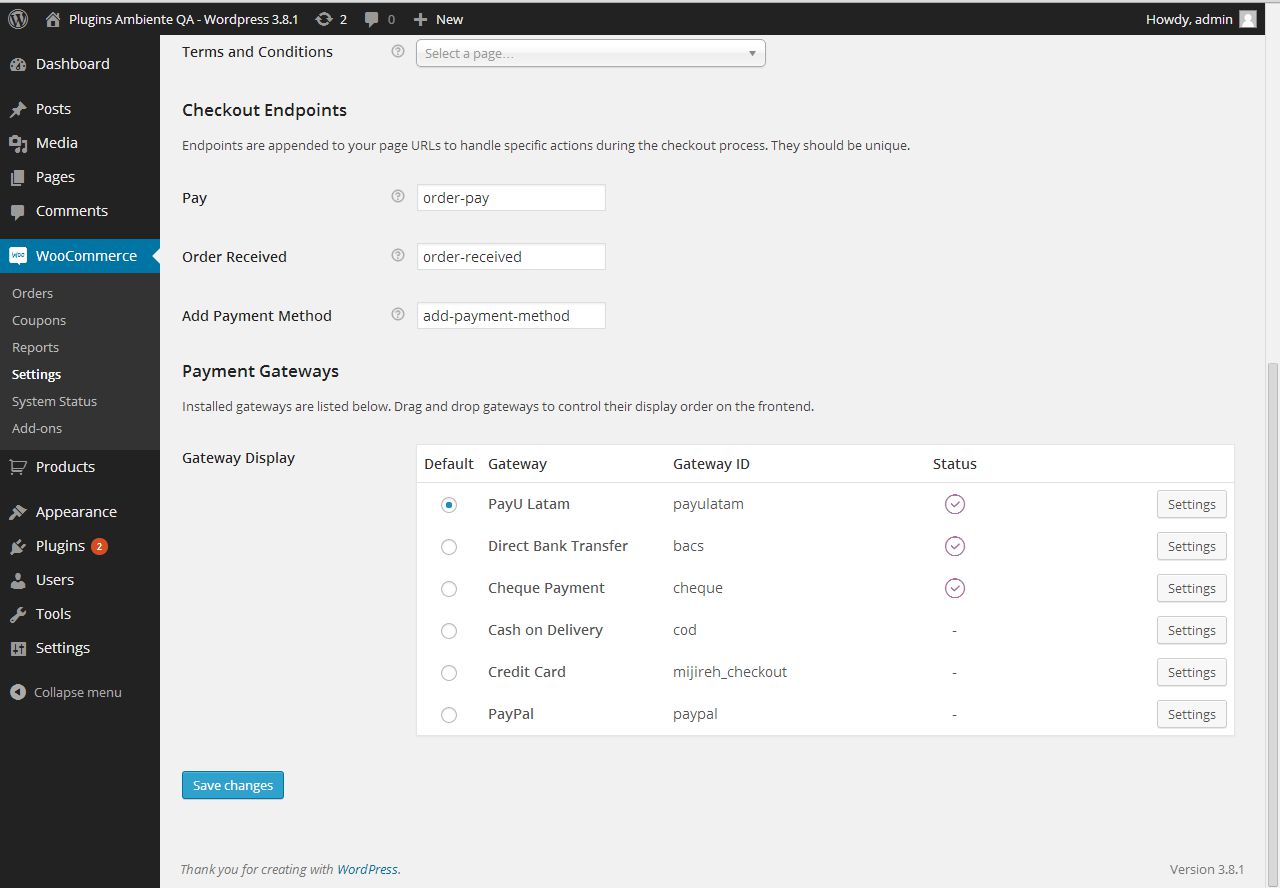 Plugins Ambiente QA - Wordpress 3.8.1 2 0 New Howdy, admin
Dashboard
Posts
Media
Pages
Comments
WooCommerce
Orders
Coupons
Reports
Settings
System Status
Add-ons
Products
Appearance
Plugins 2
Users
Tools
Settings
Collapse menu
Terms and Conditions ? Select a page...
Checkout Endpoints
Endpoints are appended to your page URLs to handle specific actions during the checkout process. They should be unique.
Pay ? order-pay
Order Received ? order-received
Add Payment Method ? add-payment-method
Payment Gateways
Installed gateways are listed below. Drag and drop gateways to control their display order on the frontend.
Gateway Display
Default Gateway Gateway ID Status
PayU Latam payulatam Settings
Direct Bank Transfer bacs Settings
Cheque Payment cheque Settings
Cash on Delivery cod - Settings
Credit Card mijireh_checkout - Settings
PayPal paypal - Settings
Save changes
Thank you for creating with WordPress. Version 3.8.1